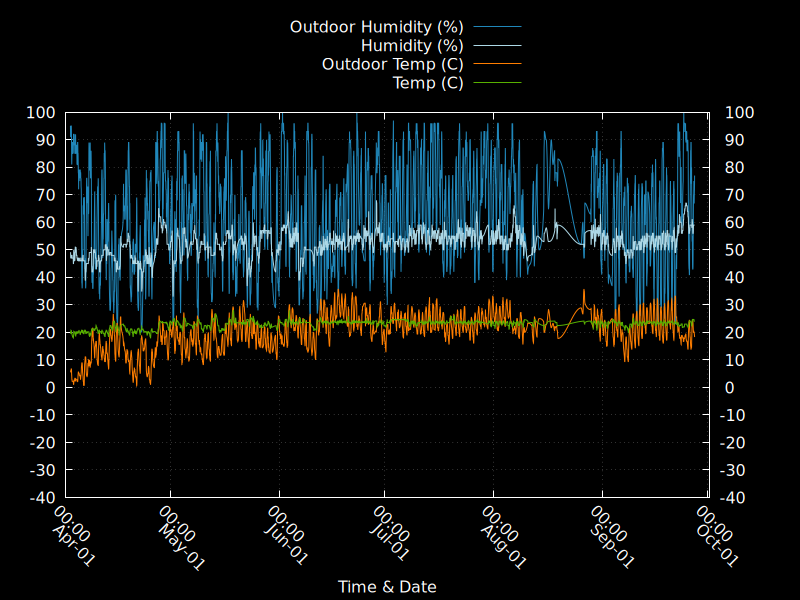 Outdoor Humidity (%)
Humidity (%)
Outdoor Temp (C)
Temp (C)
100 100
90 90
80 80
70 70
60 60
50 50
40 40
30 30
20 20
10 10
0 0
-10 -10
-20 -20
-30 -30
-40 -40
00:00
Apr-01
00:00
May-01
00:00
Jun-01
00:00
Jul-01
00:00
Aug-01
00:00
Sep-01
00:00
Oct-01
Time & Date